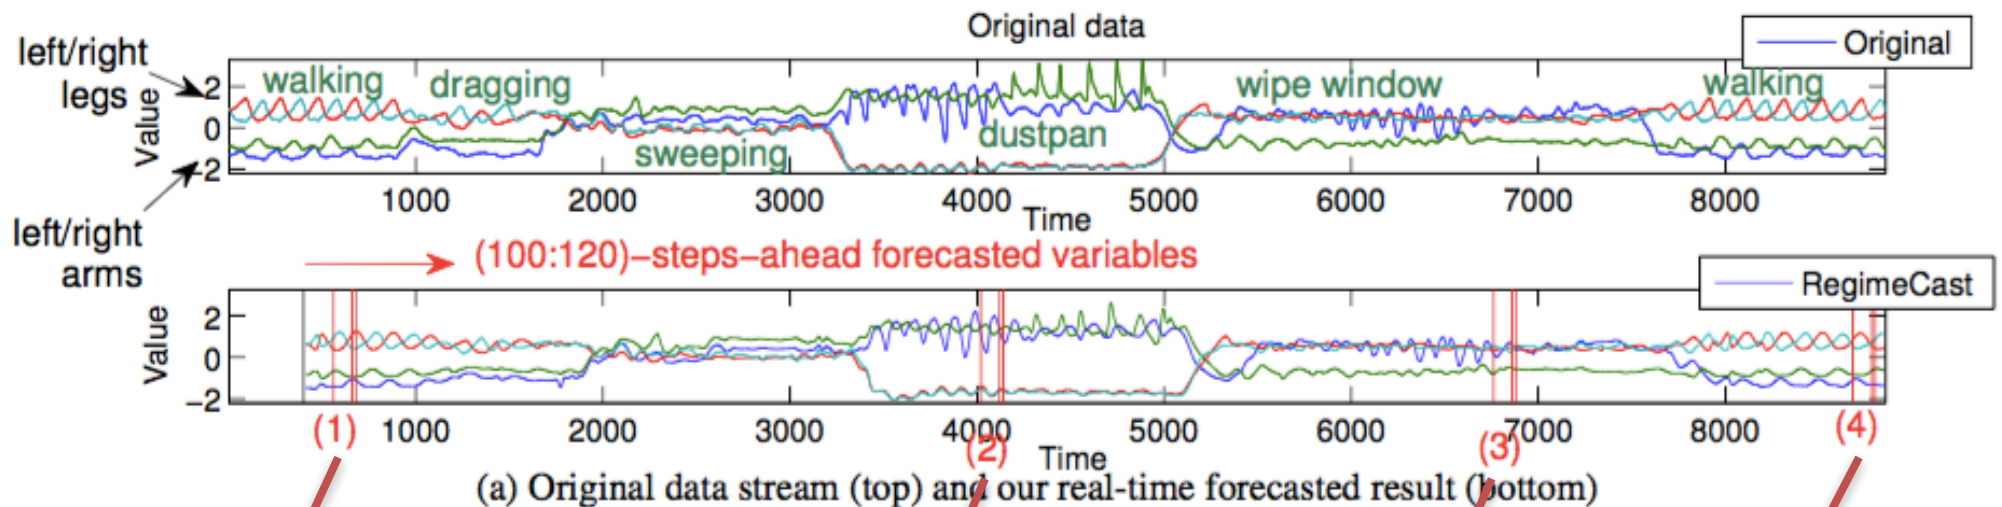 Original data
Original
left/right
legs
walking
dragging
sweeping
dustpan
wipe window
walking
Value
2
0
−2
1000 2000 3000 4000 5000 6000 7000 8000
Time
left/right
arms
(100:120)−steps−ahead forecasted variables
RegimeCast
Value
2
0
−2
1000 2000 3000 4000 5000 6000 7000 8000
Time
(1) (2) (3) (4)
(a) Original data stream (top) and our real-time forecasted result (bottom)